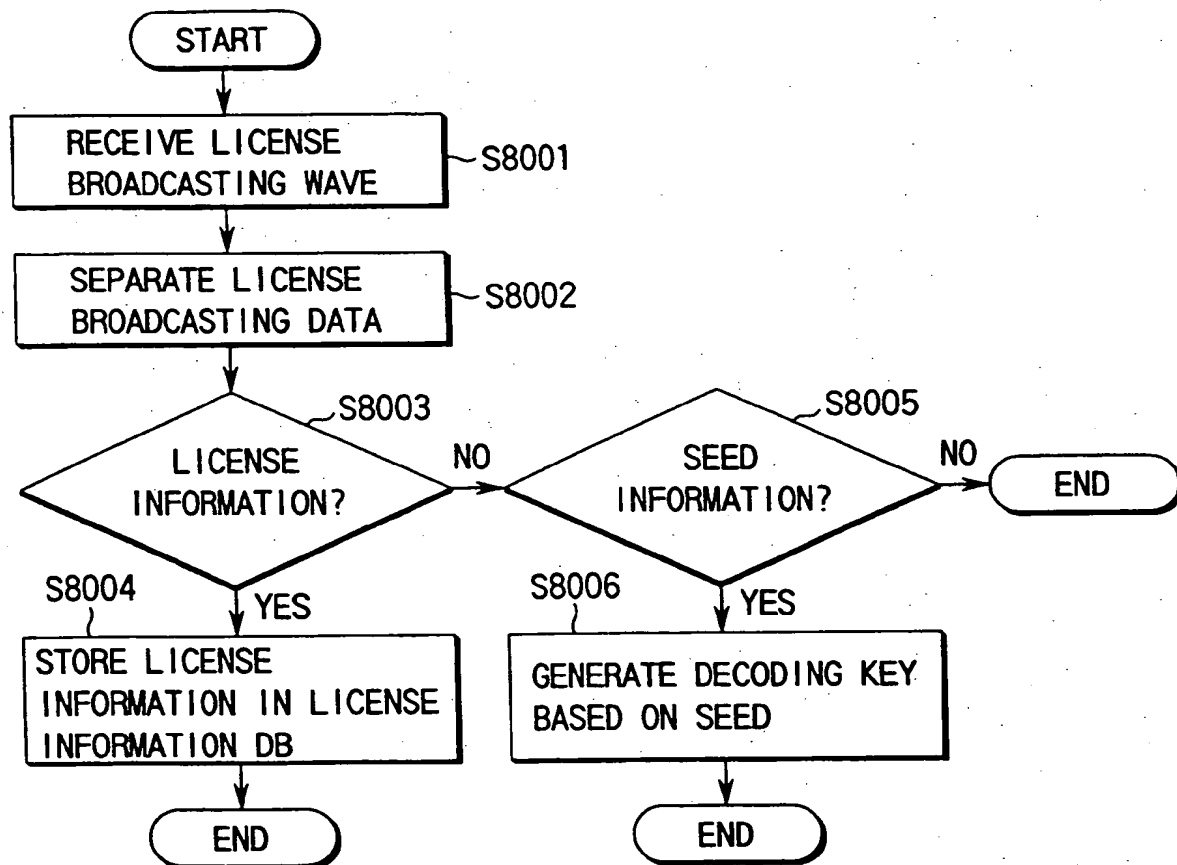 START
RECEIVE LICENSE
BROADCASTING WAVE
S8001
SEPARATE LICENSE
BROADCASTING DATA
S8002
S8003
LICENSE
INFORMATION?
NO
S8005
SEED
INFORMATION?
NO
END
S8004
YES
STORE LICENSE
INFORMATION IN LICENSE
INFORMATION DB
END
S8006
YES
GENERATE DECODING KEY
BASED ON SEED
END